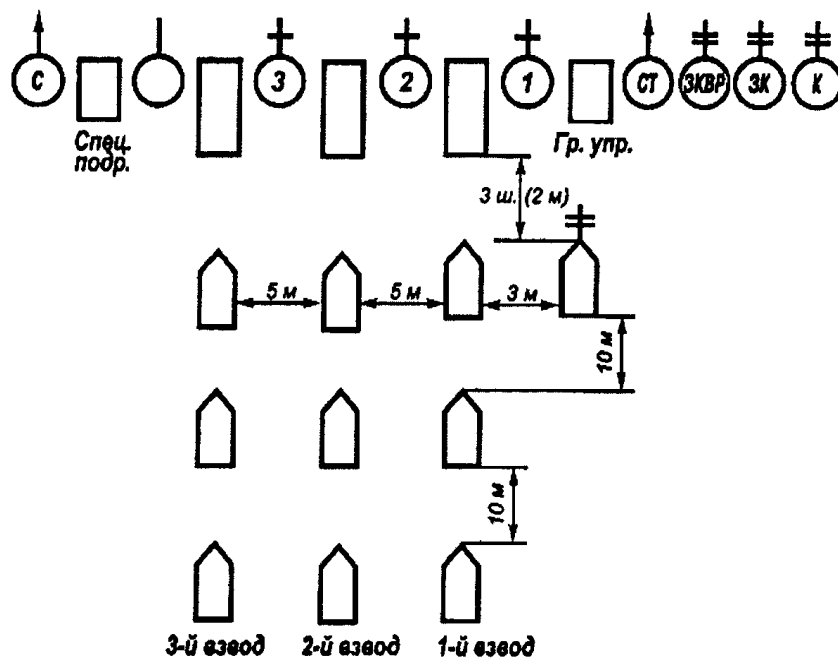 С 3 2 1 СТ ЗКВР ЗК К
Спец.
подр.
Гр. упр.
3 ш. (2 м)
5 м 5 м 3 м
10 м
10 м
3-й взвод 2-й взвод 1-й взвод